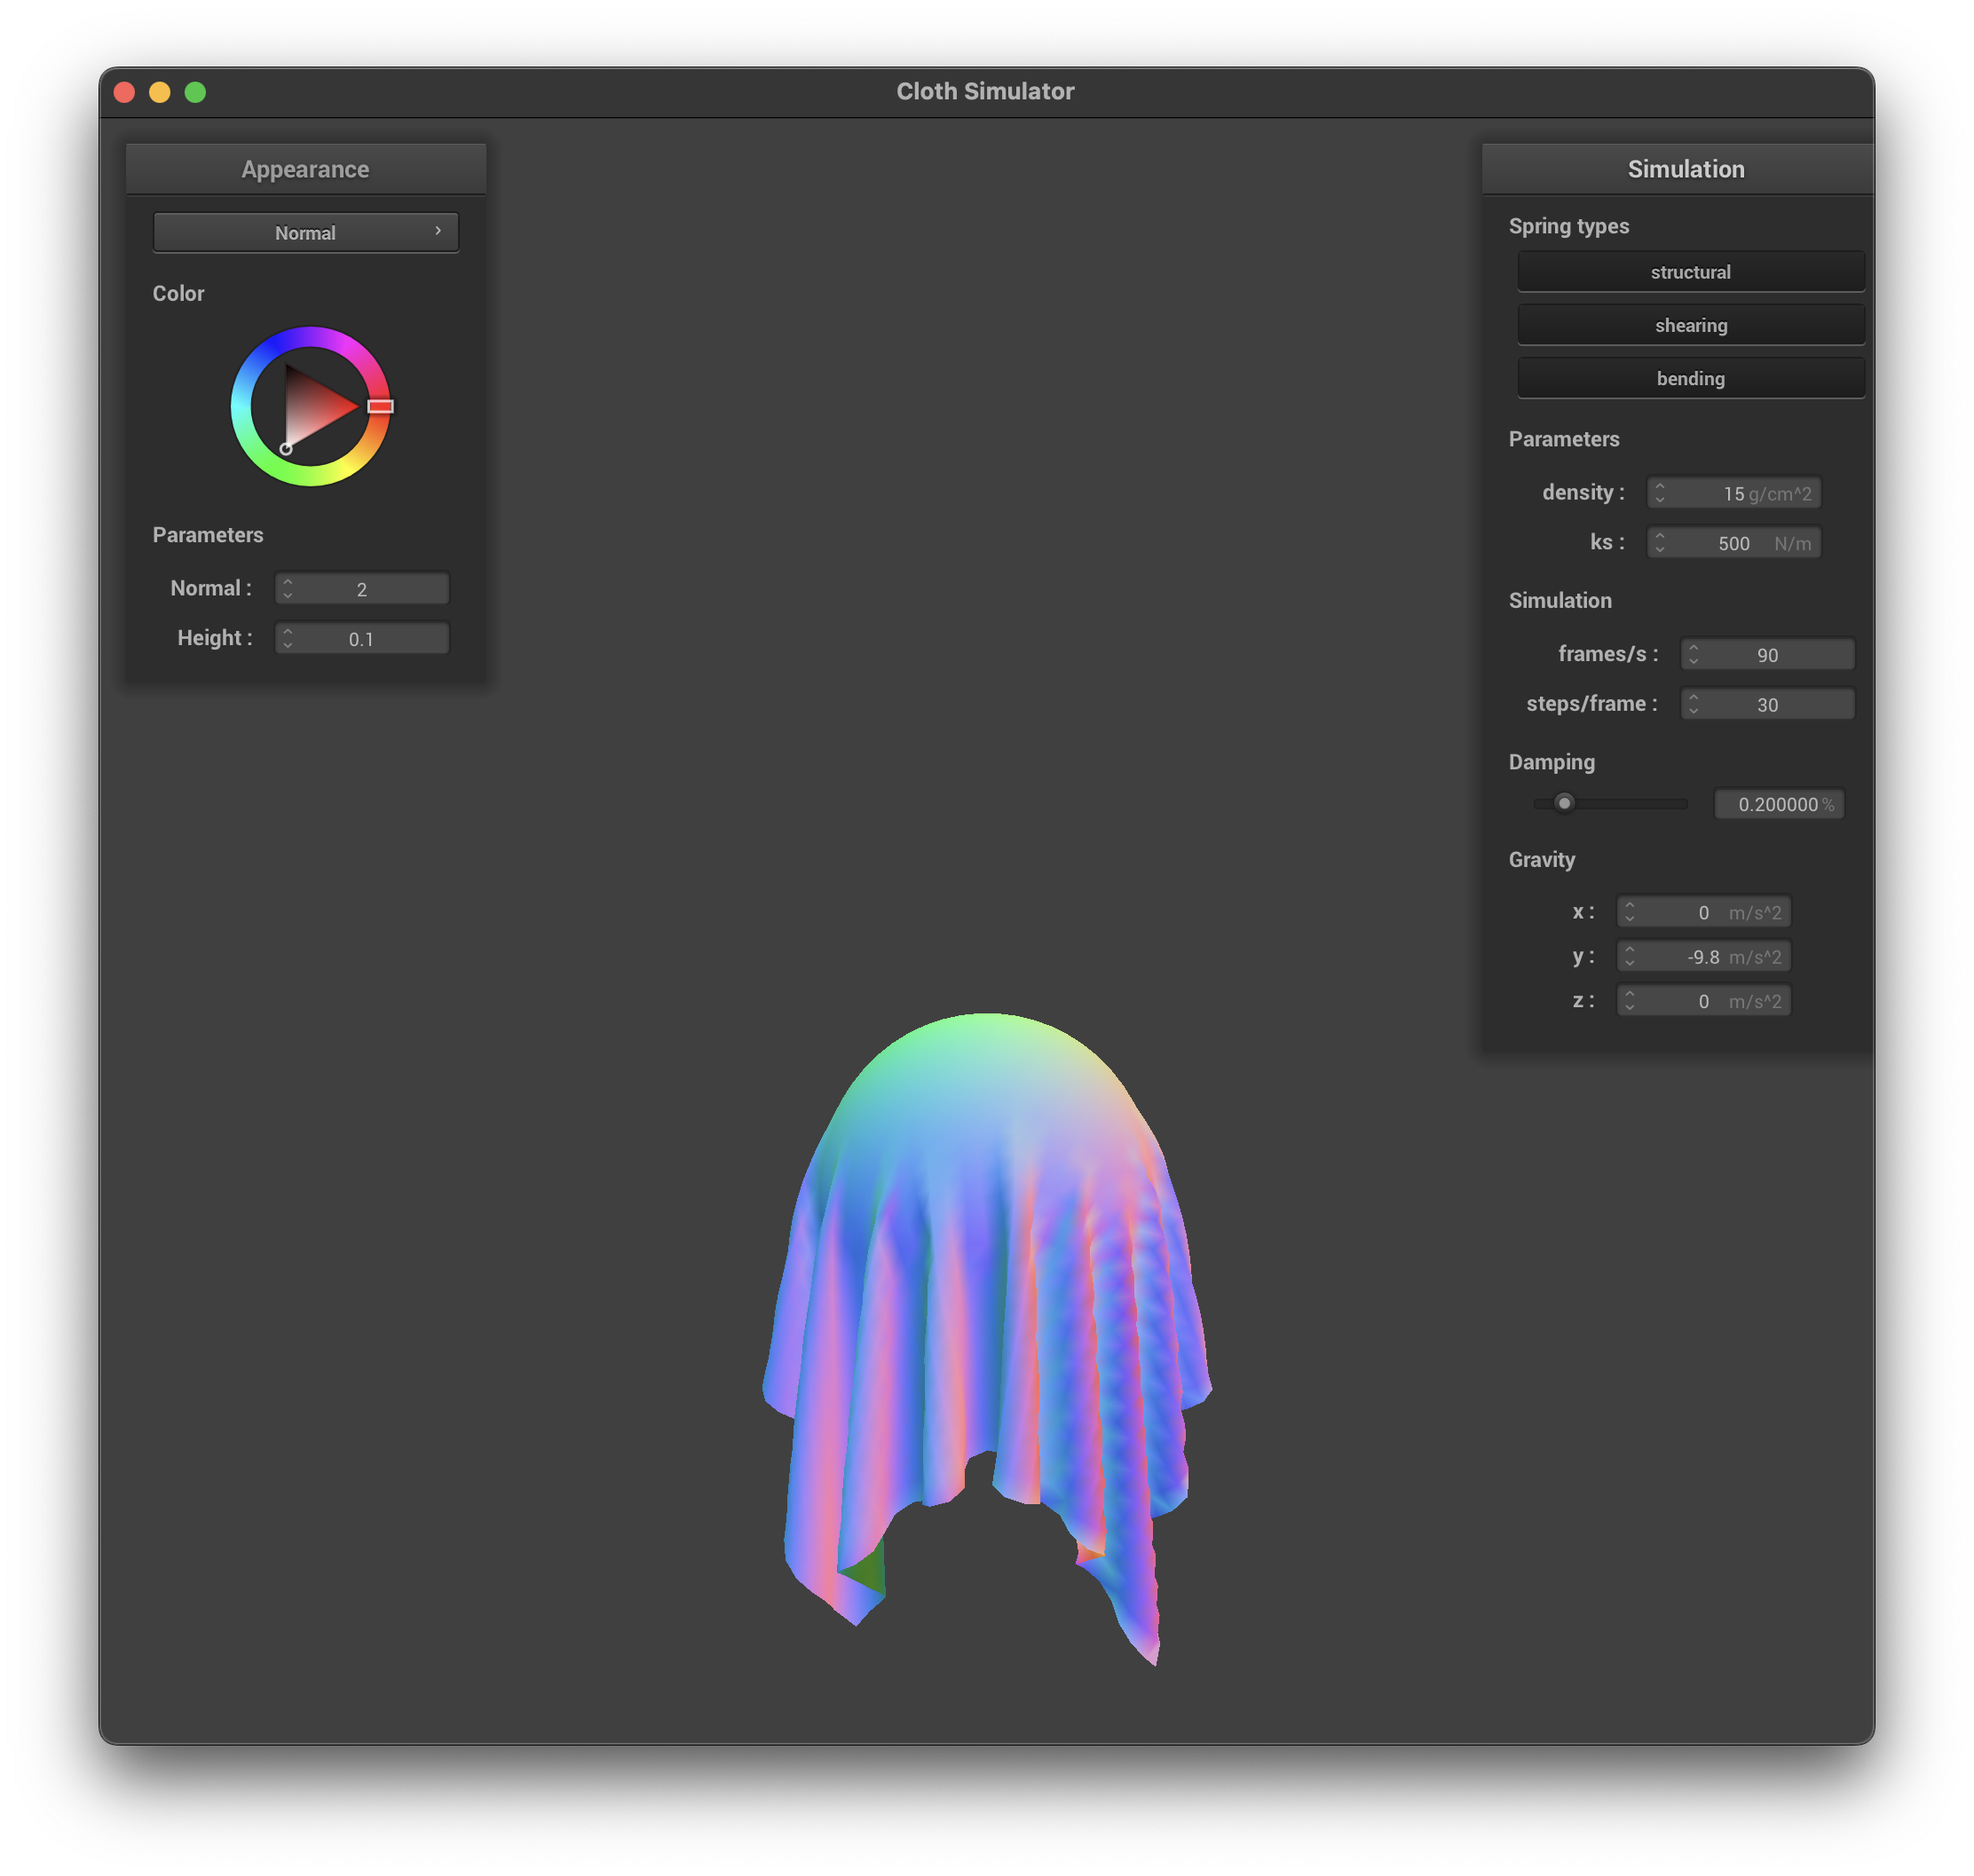 Cloth Simulator
Appearance
Normal
Color
Parameters
Normal :
2
Height :
0.1
Simulation
Spring types
structural
shearing
bending
Parameters
density :
15 g/cm^2
ks :
500 N/m
Simulation
frames/s :
90
steps/frame :
30
Damping
0.200000 %
Gravity
x :
0 m/s^2
y :
-9.8 m/s^2
z :
0 m/s^2